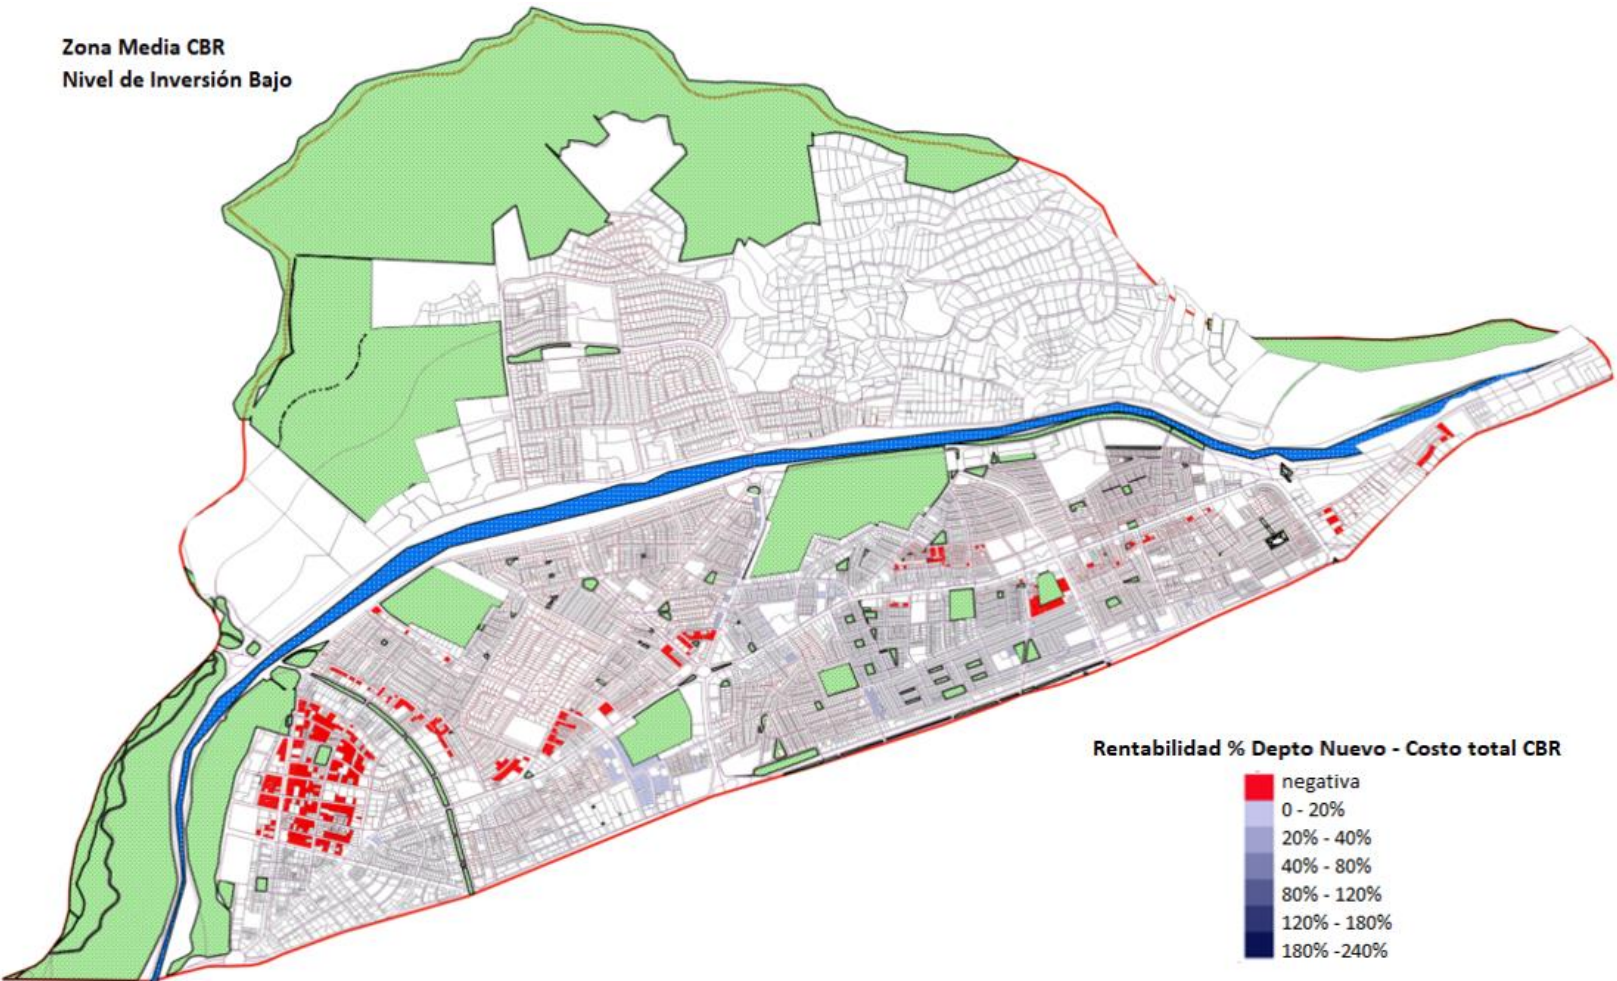 Zona Media CBR
Nivel de Inversión Bajo
Rentabilidad % Depto Nuevo - Costo total CBR
negativa
0 - 20%
20% - 40%
40% - 80%
80% - 120%
120% - 180%
180% -240%